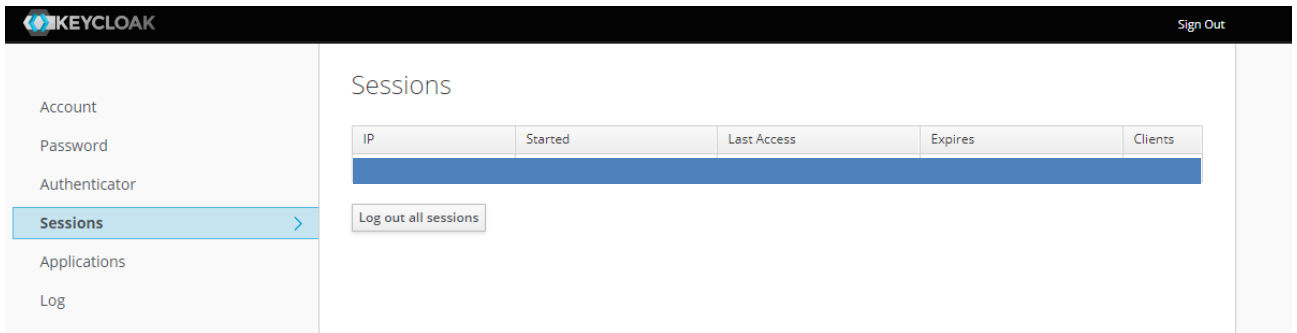 KEYCLOAK
Sign Out
Account
Password
Authenticator
Sessions
Applications
Log
Sessions
IP Started Last Access Expires Clients
Log out all sessions